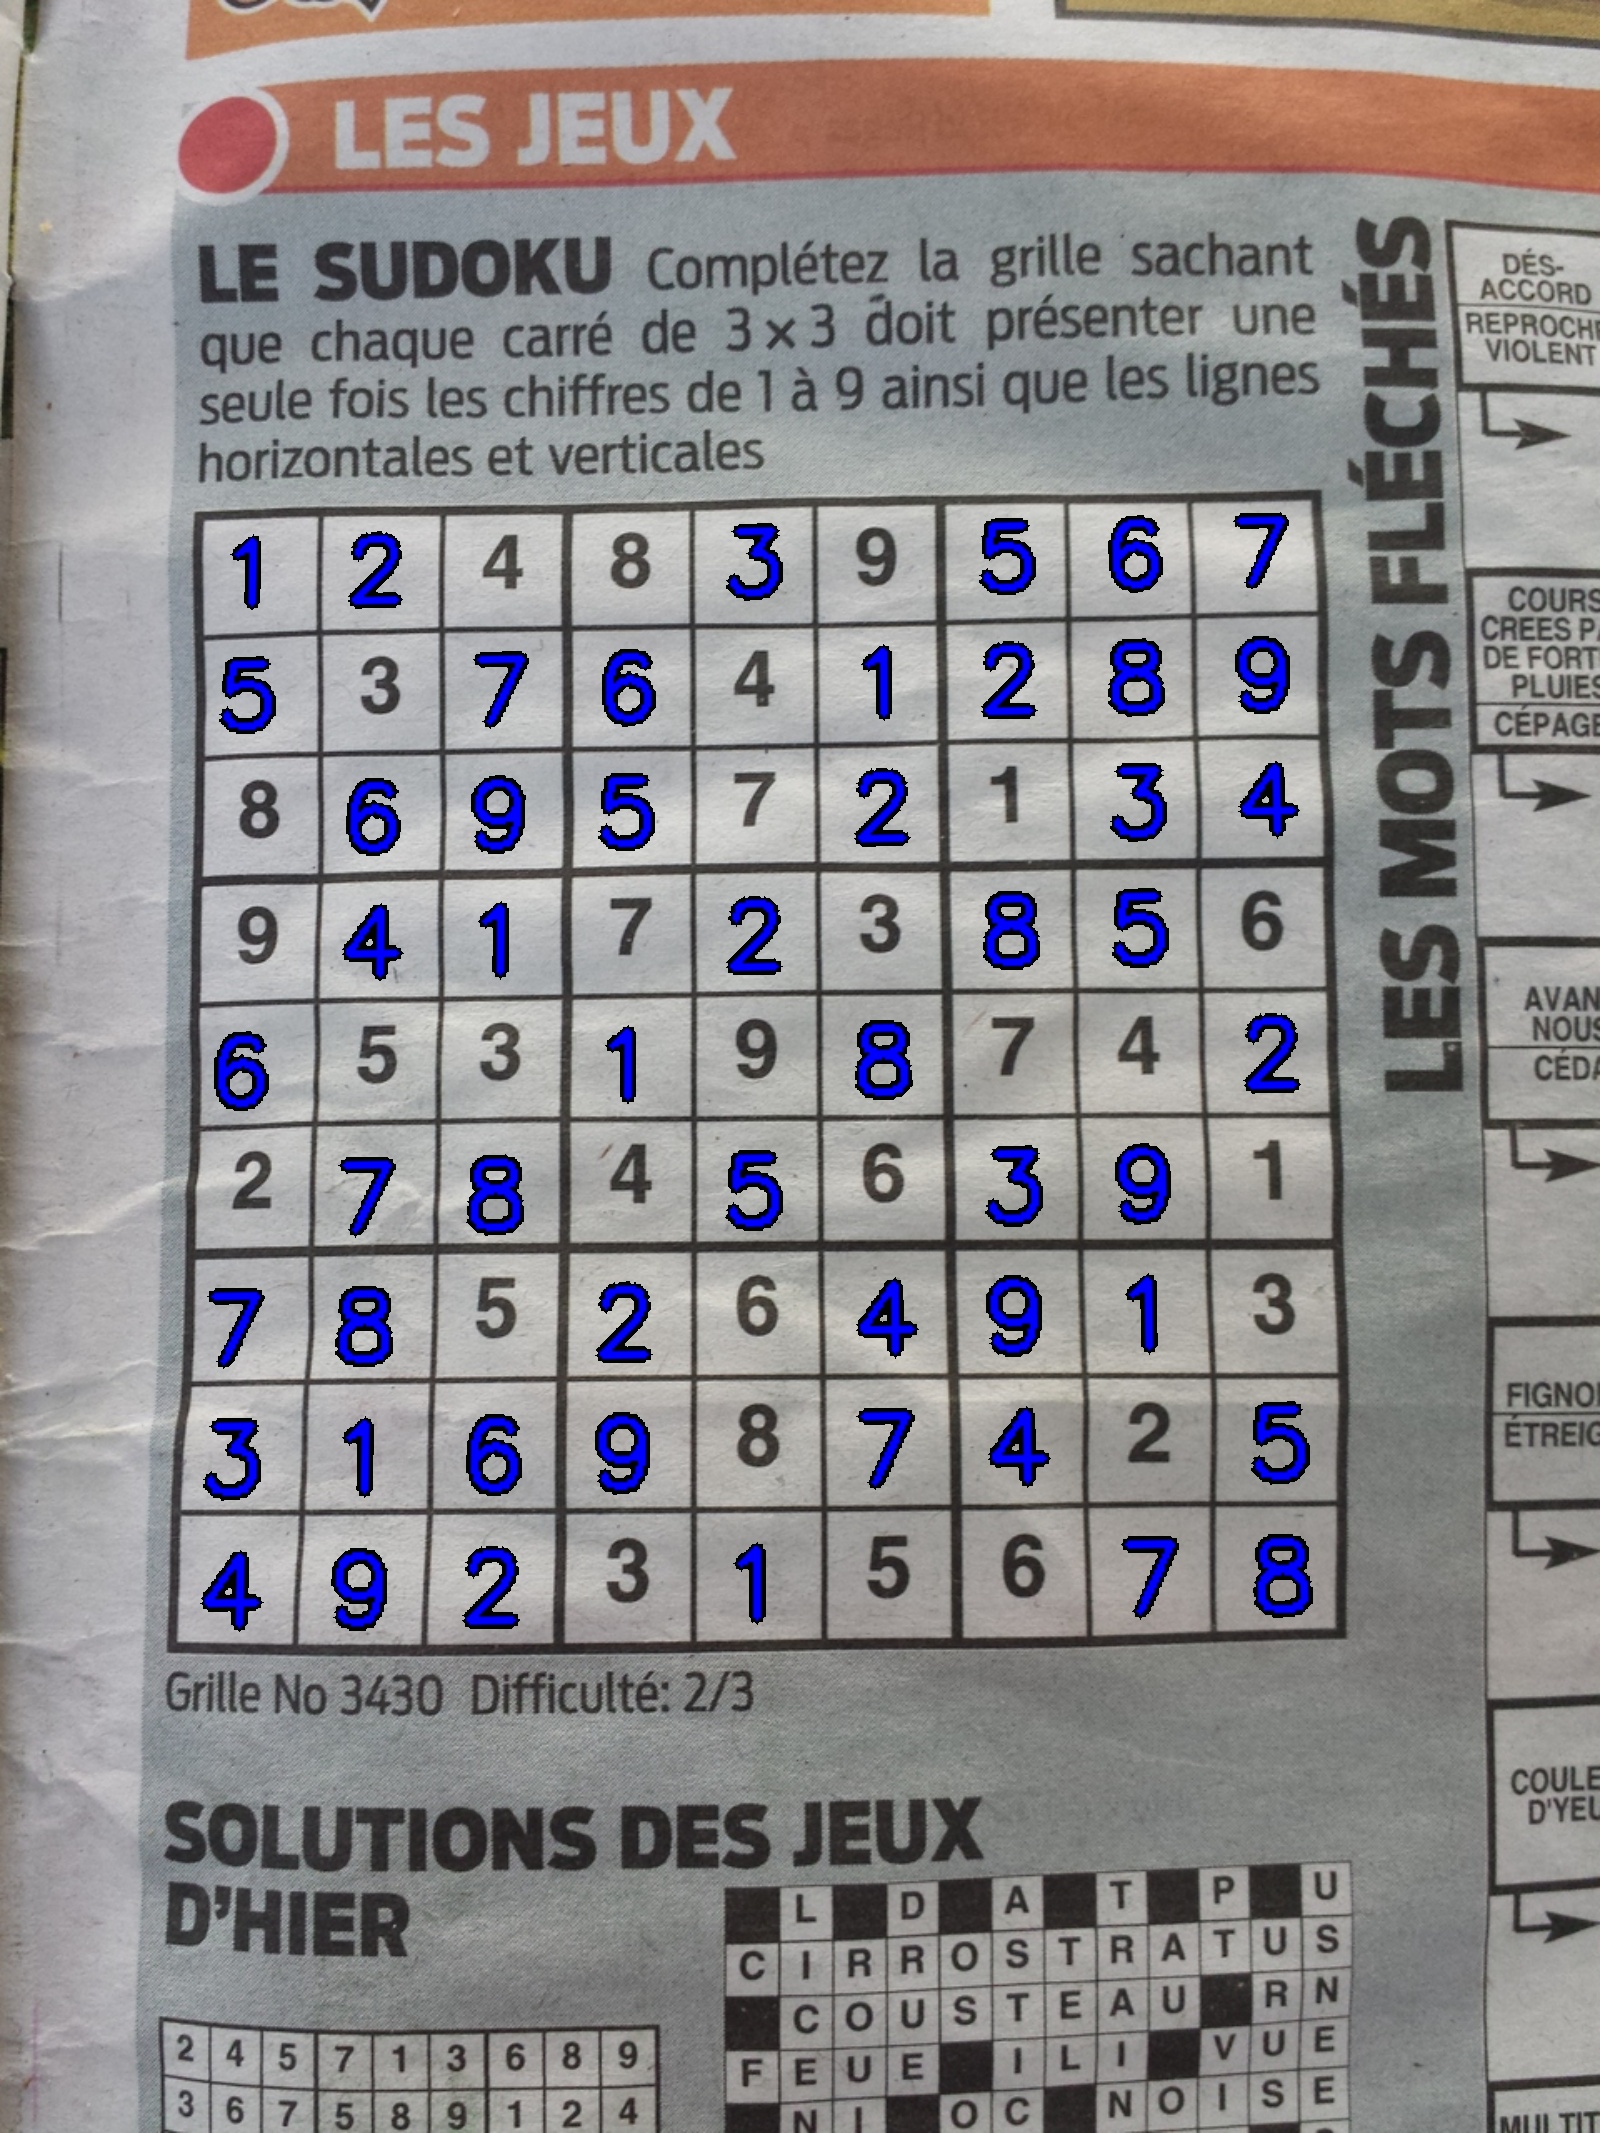 LES JEUX
LE SUDOKU Complétez la grille sachant
que chaque carré de 3 x 3 doit présenter une
seule fois les chiffres de 1 à 9 ainsi que les lignes
horizontales et verticales
1 2 4 8 3 9 5 6 7
5 3 7 6 4 1 2 8 9
8 6 9 5 7 2 1 3 4
9 4 1 7 2 3 8 5 6
6 5 3 1 9 8 7 4 2
2 7 8 4 5 6 3 9 1
7 8 5 2 6 4 9 1 3
3 1 6 9 8 7 4 2 5
4 9 2 3 1 5 6 7 8
Grille No 3430 Difficulté: 2/3
SOLUTIONS DES JEUX
D'HIER
2 4 5 7 1 3 6 8 9
3 6 7 5 8 9 1 2 4
L D A T P U
C I R R O S T R A T U S
C O U S T E A U R N
F E U E I L I V U E
N I O C N O I S E
LES MOTS FLÉCHÉS
DÉS-
ACCORD
REPROCH
VIOLENT
COURS
CREES PA
DE FORT
PLUIES
CÉPAGE
AVAN
NOUS
CÉDA
FIGNO
ÉTREIG
COULE
D'YEU
MULTIT